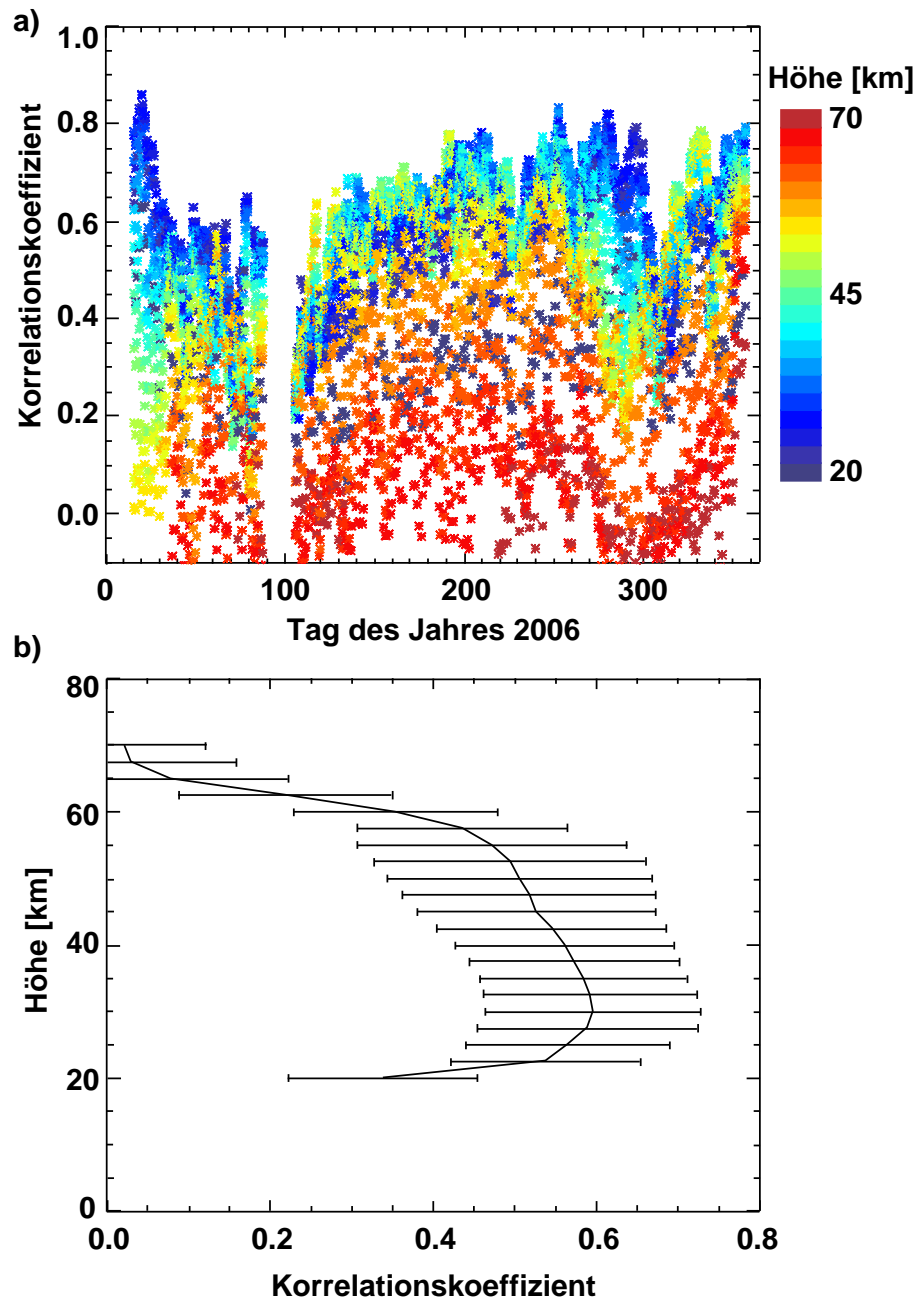 a)
1.0
0.8
0.6
0.4
0.2
0.0
Korrelationskoeffizient
0 100 200 300
Tag des Jahres 2006
Höhe [km]
70
45
20
b)
80
60
40
20
0
Höhe [km]
0.0 0.2 0.4 0.6 0.8
Korrelationskoeffizient